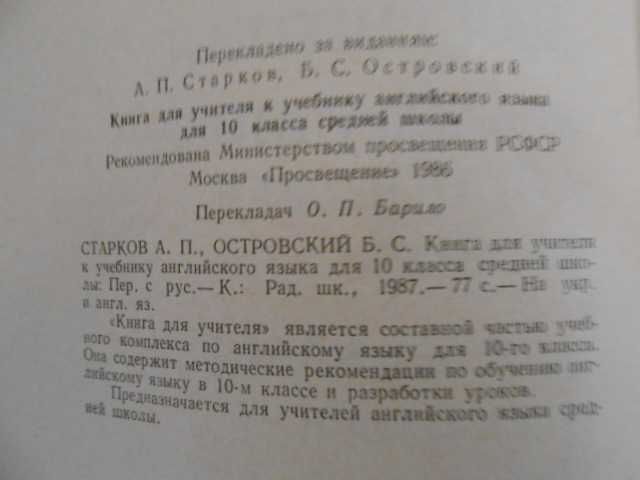 Перекладено за виданням:
А. П. Старков, Б. С. Островский
Книга для учителя к учебнику английского языка
для 10 класса средней школы
Рекомендована Министерством просвещения РСФСР
Москва «Просвещение» 1986
Перекладач О. П. Барило
СТАРКОВ А. П., ОСТРОВСКИЙ Б. С. Книга для учителя
к учебнику английского языка для 10 класса средней шко-
лы: Пер. с рус.— К.: Рад. шк., 1987.— 77 с.— На укр.
и англ. яз.
«Книга для учителя» является составной частью учеб-
ного комплекса по английскому языку для 10-го класса.
Она содержит методические рекомендации по обучению анг-
лийскому языку в 10-м классе и разработки уроков.
Предназначается для учителей английского языка сред-
ней школы.